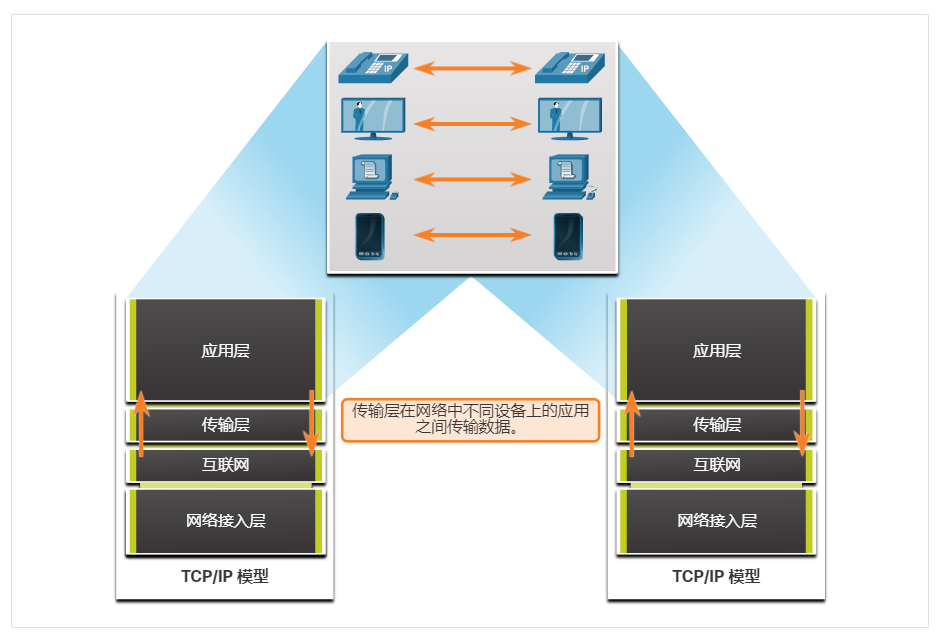 IP
IP
应用层
传输层
互联网
网络接入层
TCP/IP 模型
传输层在网络中不同设备上的应用
之间传输数据。
应用层
传输层
互联网
网络接入层
TCP/IP 模型